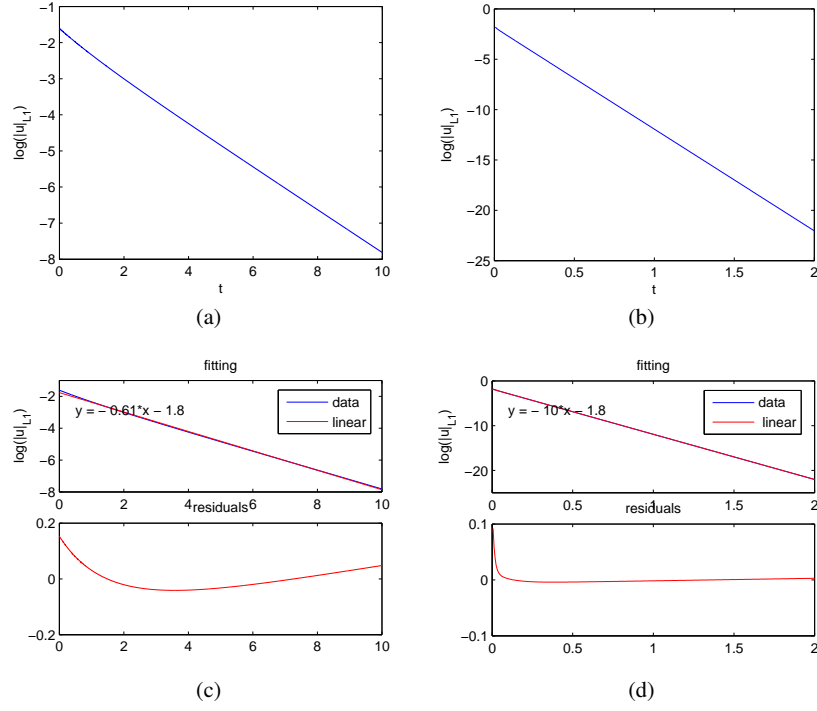 −1
−2
−3
−4
−5
−6
−7
−8
log(|u|L1)
0 2 4 6 8 10
t
(a)
0
−5
−10
−15
−20
−25
log(|u|L1)
0 0.5 1 1.5 2
t
(b)
fitting
−2
−4
−6
−8
log(|u|L1)
y = − 0.61*x − 1.8
data
linear
0 2 4 6 8 10
residuals
0.2
0
−0.2
0 2 4 6 8 10
(c)
fitting
0
−10
−20
log(|u|L1)
y = − 10*x − 1.8
data
linear
0 0.5 1 1.5 2
residuals
0.1
0
−0.1
0 0.5 1 1.5 2
(d)